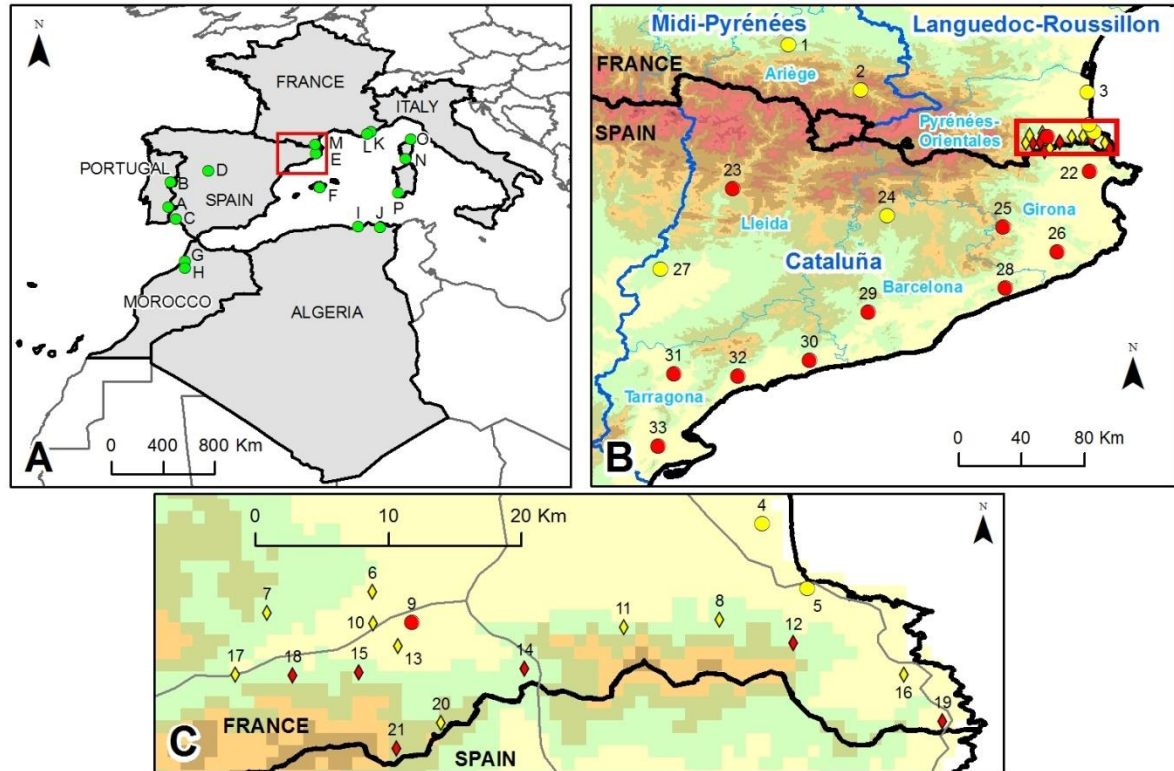 N
FRANCE
ITALY
M
E
L
K
O
N
PORTUGAL
B
D
A
SPAIN
C
F
P
I
J
G
H
MOROCCO
ALGERIA
0 400 800 Km
A
Midi-Pyrénées
Languedoc-Roussillon
1
Ariège
2
3
FRANCE
SPAIN
Pyrénées-
Orientales
22
23
24
25
Girona
Lleida
26
27
Cataluña
28
Barcelona
29
30
31
32
Tarragona
33
N
0 40 80 Km
B
0 10 20 Km
N
4
5
6
7
9
10
11
8
12
13
14
15
18
17
16
19
20
21
FRANCE
SPAIN
C